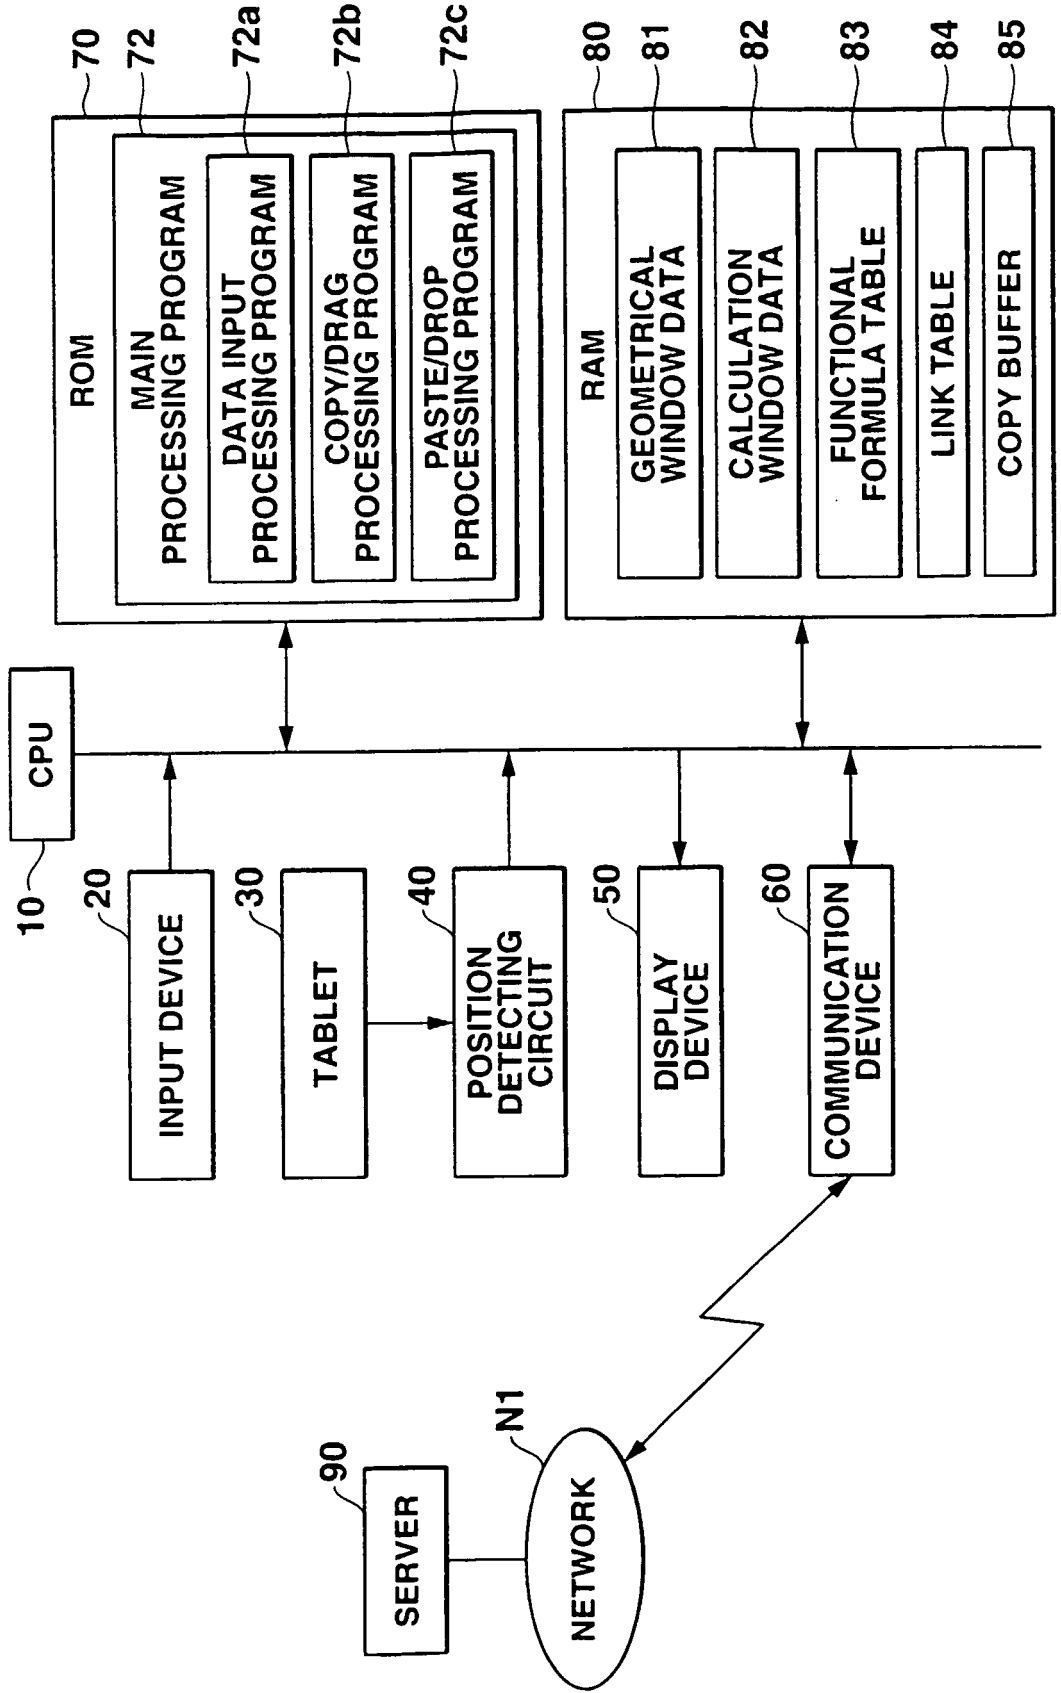 10
CPU
20
INPUT DEVICE
30
TABLET
40
POSITION
DETECTING
CIRCUIT
50
DISPLAY
DEVICE
60
COMMUNICATION
DEVICE
90
SERVER
N1
NETWORK
70
ROM
72
MAIN
PROCESSING PROGRAM
72a
DATA INPUT
PROCESSING PROGRAM
72b
COPY/DRAG
PROCESSING PROGRAM
72c
PASTE/DROP
PROCESSING PROGRAM
80
RAM
81
GEOMETRICAL
WINDOW DATA
82
CALCULATION
WINDOW DATA
83
FUNCTIONAL
FORMULA TABLE
84
LINK TABLE
85
COPY BUFFER